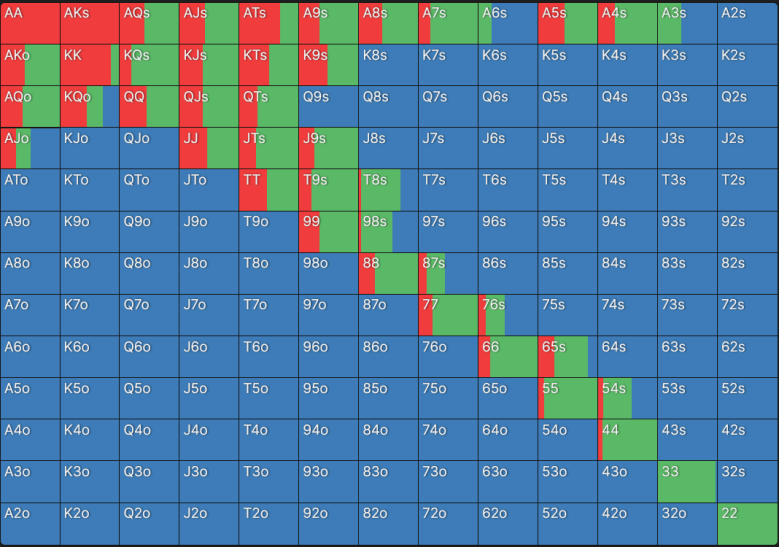 AA AKs AQs AJs ATs A9s A8s A7s A6s A5s A4s A3s A2s
AKo KK KQs KJs KTs K9s K8s K7s K6s K5s K4s K3s K2s
AQo KQo QQ QJs QTs Q9s Q8s Q7s Q6s Q5s Q4s Q3s Q2s
AJo KJo QJo JJ JTs J9s J8s J7s J6s J5s J4s J3s J2s
ATo KTo QTo JTo TT T9s T8s T7s T6s T5s T4s T3s T2s
A9o K9o Q9o J9o T9o 99 98s 97s 96s 95s 94s 93s 92s
A8o K8o Q8o J8o T8o 98o 88 87s 86s 85s 84s 83s 82s
A7o K7o Q7o J7o T7o 97o 87o 77 76s 75s 74s 73s 72s
A6o K6o Q6o J6o T6o 96o 86o 76o 66 65s 64s 63s 62s
A5o K5o Q5o J5o T5o 95o 85o 75o 65o 55 54s 53s 52s
A4o K4o Q4o J4o T4o 94o 84o 74o 64o 54o 44 43s 42s
A3o K3o Q3o J3o T3o 93o 83o 73o 63o 53o 43o 33 32s
A2o K2o Q2o J2o T2o 92o 82o 72o 62o 52o 42o 32o 22